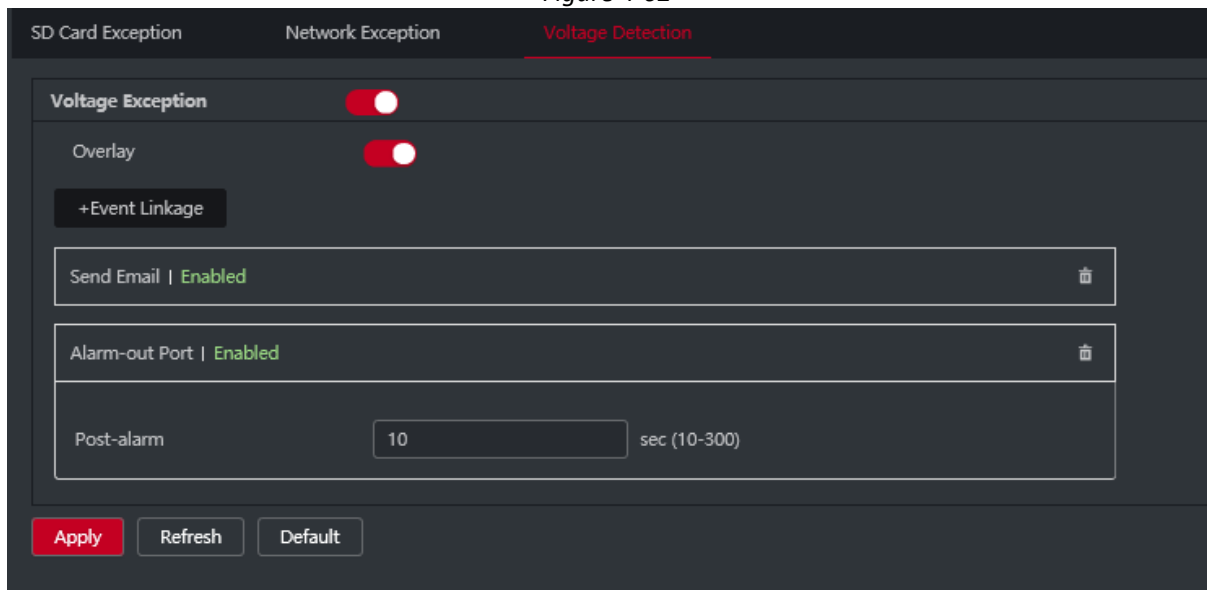 SD Card Exception Network Exception Voltage Detection
Voltage Exception
Overlay
+Event Linkage
Send Email | Enabled
Alarm-out Port | Enabled
Post-alarm 10 sec (10-300)
Apply Refresh Default